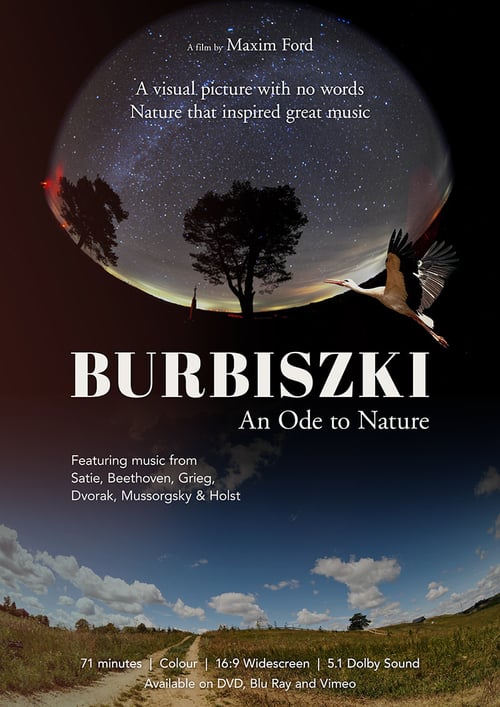 A film by Maxim Ford
A visual picture with no words
Nature that inspired great music
BURBISZKI
An Ode to Nature
Featuring music from
Satie, Beethoven, Grieg,
Dvorak, Mussorgsky & Holst
71 minutes | Colour | 16:9 Widescreen | 5.1 Dolby Sound
Available on DVD, Blu Ray and Vimeo